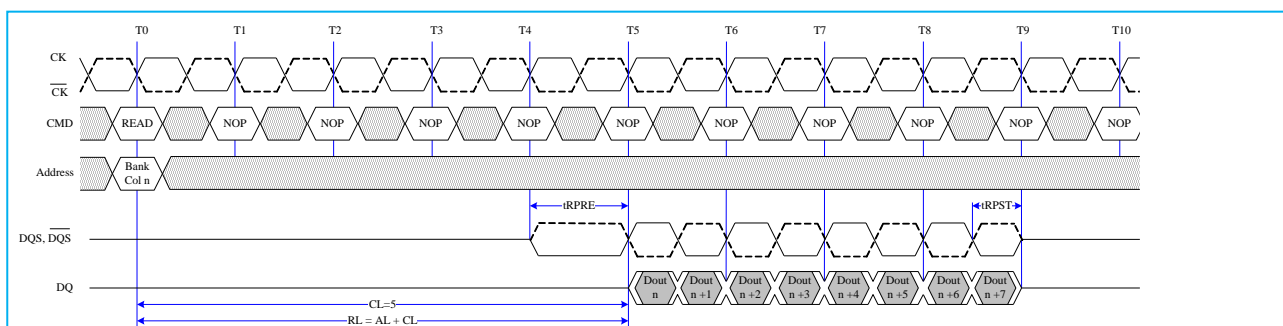 T0 T1 T2 T3 T4 T5 T6 T7 T8 T9 T10
CK
CK
CMD READ NOP NOP NOP NOP NOP NOP NOP NOP NOP NOP
Address Bank
Col n
tRPRE tRPST
DQS, DQS
DQ Dout Dout Dout Dout Dout Dout Dout Dout
n n +1 n +2 n +3 n +4 n +5 n +6 n +7
CL=5
RL = AL + CL